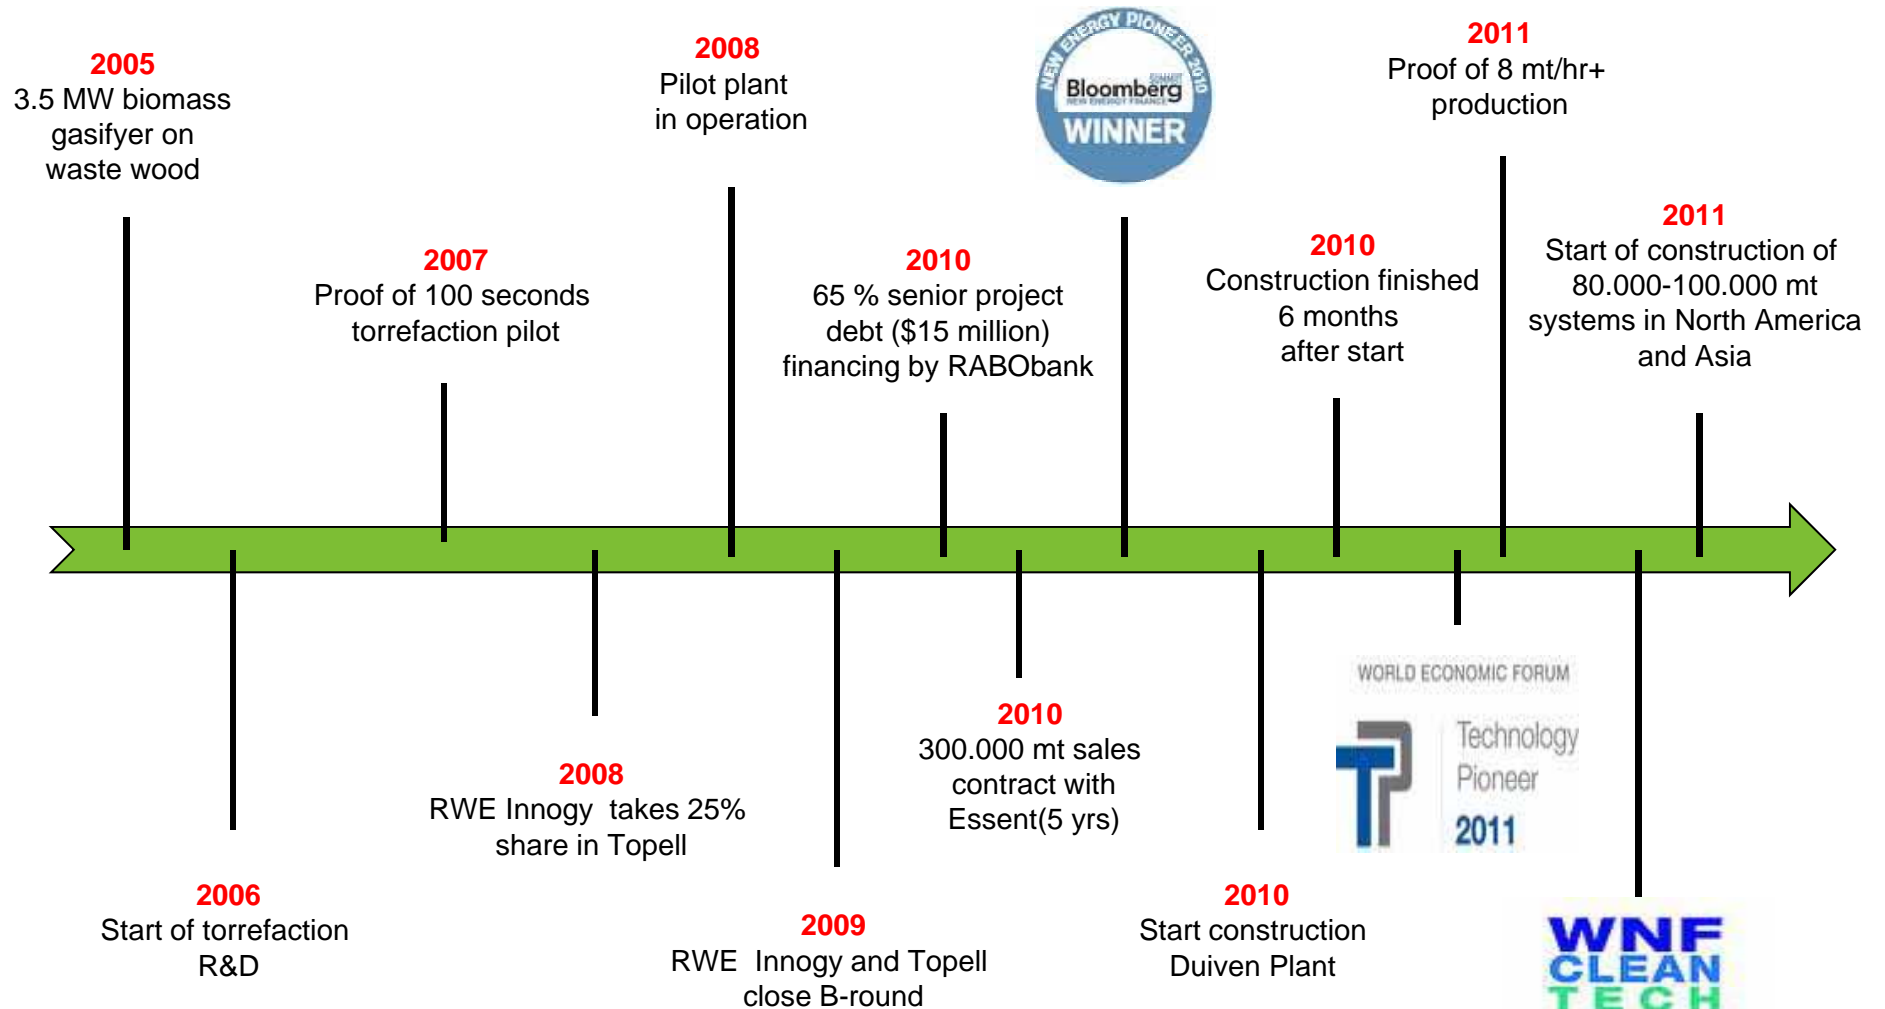 2005
3.5 MW biomass
gasifyer on
waste wood
2006
Start of torrefaction
R&D
2007
Proof of 100 seconds
torrefaction pilot
2008
RWE Innogy  takes 25%
share in Topell
2008
Pilot plant
in operation
2009
RWE  Innogy and Topell
close B-round
2010
65 % senior project
debt ($15 million)
financing by RABObank
2010
300.000 mt sales
contract with
Essent(5 yrs)
NEW ENERGY PIONEER 2010
SUMMIT
Bloomberg
NEW ENERGY FINANCE
WINNER
2010
Start construction
Duiven Plant
2010
Construction finished
6 months
after start
WORLD ECONOMIC FORUM
TP
Technology
Pioneer
2011
2011
Proof of 8 mt/hr+
production
WNF
CLEAN
TECH
2011
Start of construction of
80.000-100.000 mt
systems in North America
and Asia